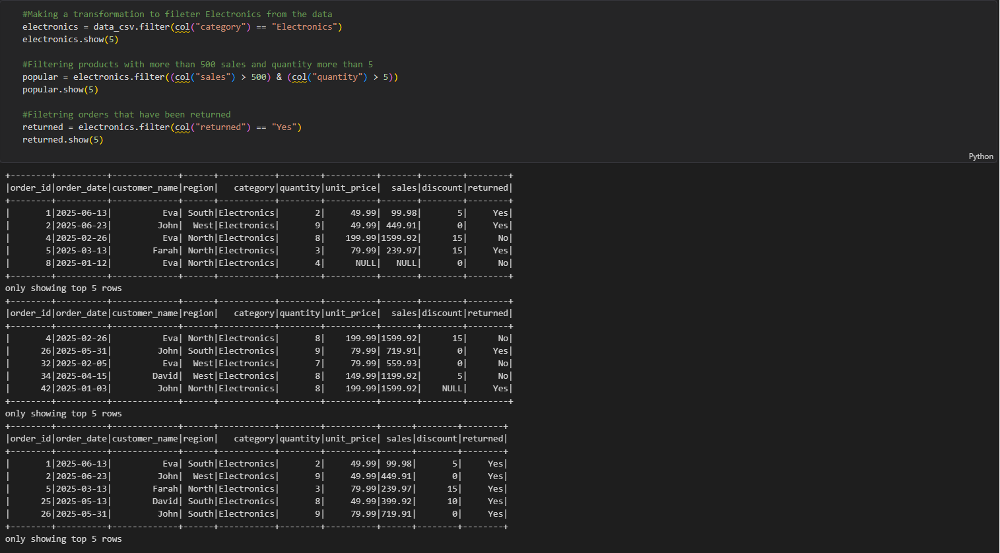 #Making a transformation to fileter Electronics from the data
electronics = data_csv.filter(col("category") == "Electronics")
electronics.show(5)
#Filtering products with more than 500 sales and quantity more than 5
popular = electronics.filter((col("sales") > 500) & (col("quantity") > 5))
popular.show(5)
#Filetring orders that have been returned
returned = electronics.filter(col("returned") == "Yes")
returned.show(5)
Python
+--------+----------+-------------+------+-----------+--------+----------+-------+--------+--------+
|order_id|order_date|customer_name|region|   category|quantity|unit_price|  sales|discount|returned|
+--------+----------+-------------+------+-----------+--------+----------+-------+--------+--------+
|       1|2025-06-13|          Eva| South|Electronics|       2|     49.99|  99.98|       5|     Yes|
|       2|2025-06-23|         John|  West|Electronics|       9|     49.99| 449.91|       0|     Yes|
|       4|2025-02-26|          Eva| North|Electronics|       8|    199.99|1599.92|      15|      No|
|       5|2025-03-13|        Farah| North|Electronics|       3|     79.99| 239.97|      15|     Yes|
|       8|2025-01-12|          Eva| North|Electronics|       4|      NULL|   NULL|       0|      No|
+--------+----------+-------------+------+-----------+--------+----------+-------+--------+--------+
only showing top 5 rows
+--------+----------+-------------+------+-----------+--------+----------+-------+--------+--------+
|order_id|order_date|customer_name|region|   category|quantity|unit_price|  sales|discount|returned|
+--------+----------+-------------+------+-----------+--------+----------+-------+--------+--------+
|       4|2025-02-26|          Eva| North|Electronics|       8|    199.99|1599.92|      15|      No|
|      26|2025-05-31|         John| South|Electronics|       9|     79.99| 719.91|       0|     Yes|
|      32|2025-02-05|          Eva|  West|Electronics|       7|     79.99| 559.93|       0|      No|
|      34|2025-04-15|        David|  West|Electronics|       8|    149.99|1199.92|       5|      No|
|      42|2025-01-03|         John| North|Electronics|       8|    199.99|1599.92|    NULL|     Yes|
+--------+----------+-------------+------+-----------+--------+----------+-------+--------+--------+
only showing top 5 rows
+--------+----------+-------------+------+-----------+--------+----------+------+--------+--------+
|order_id|order_date|customer_name|region|   category|quantity|unit_price| sales|discount|returned|
+--------+----------+-------------+------+-----------+--------+----------+------+--------+--------+
|       1|2025-06-13|          Eva| South|Electronics|       2|     49.99| 99.98|       5|     Yes|
|       2|2025-06-23|         John|  West|Electronics|       9|     49.99|449.91|       0|     Yes|
|       5|2025-03-13|        Farah| North|Electronics|       3|     79.99|239.97|      15|     Yes|
|      25|2025-05-13|        David| South|Electronics|       8|     49.99|399.92|      10|     Yes|
|      26|2025-05-31|         John| South|Electronics|       9|     79.99|719.91|       0|     Yes|
+--------+----------+-------------+------+-----------+--------+----------+------+--------+--------+
only showing top 5 rows